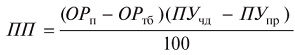 ПП = (ОРп – ОРтб)(ПУчд – ПУпр)
100